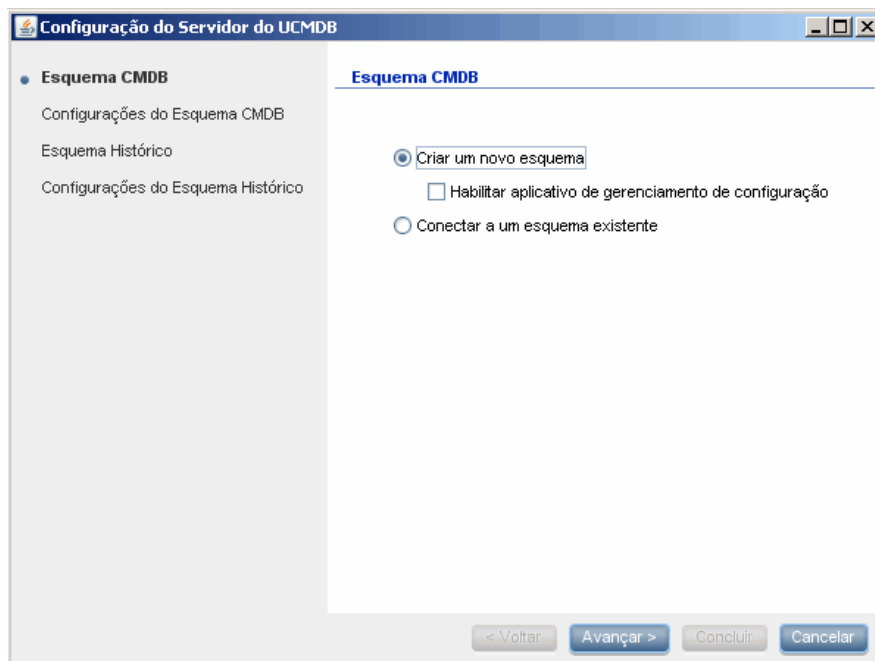 Configuração do Servidor do UCMDB
Esquema CMDB
Configurações do Esquema CMDB
Esquema Histórico
Configurações do Esquema Histórico
Esquema CMDB
Criar um novo esquema
Habilitar aplicativo de gerenciamento de configuração
Conectar a um esquema existente
< Voltar Avançar > Concluir Cancelar